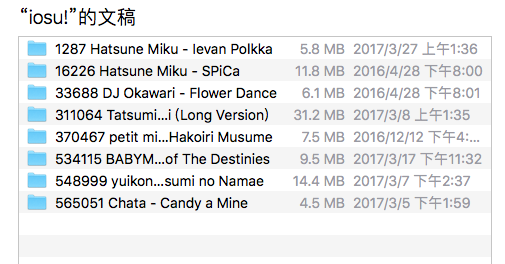 “iosu!”的文稿
1287 Hatsune Miku - Ievan Polkka 5.8 MB 2017/3/27 上午1:36
16226 Hatsune Miku - SPiCa 11.8 MB 2016/4/28 下午8:00
33688 DJ Okawari - Flower Dance 6.1 MB 2016/4/28 下午8:01
311064 Tatsumi...i (Long Version) 31.2 MB 2017/3/8 上午1:35
370467 petit mi...Hakoiri Musume 7.5 MB 2016/12/12 下午4:...
534115 BABYM...of The Destinies 9.5 MB 2017/3/17 下午11:32
548999 yuikon...sumi no Namae 14.4 MB 2017/3/7 下午2:37
565051 Chata - Candy a Mine 4.5 MB 2017/3/5 下午1:59